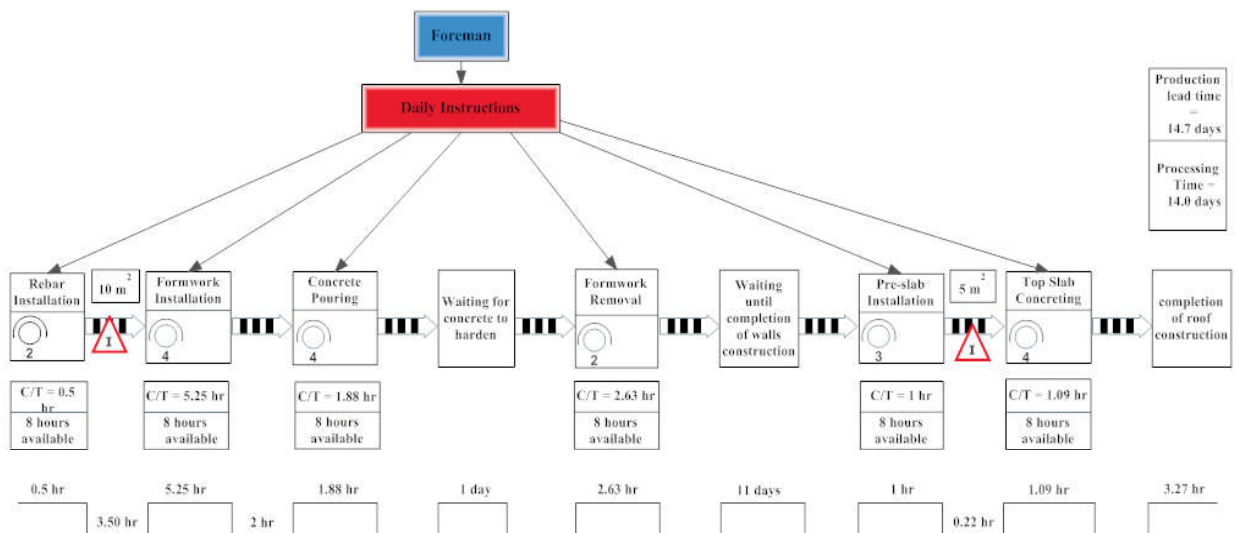 Foreman
Daily Instructions
Production
lead time
=
14.7 days
Processing
Time =
14.0 days
Rebar
Installation
2
10 m²
I
Formwork
Installation
4
Concrete
Pouring
4
Waiting for
concrete to
harden
Formwork
Removal
2
Waiting
until
completion
of walls
construction
Pre-slab
Installation
3
5 m²
I
Top Slab
Concreting
4
completion
of roof
construction
C/T = 0.5
hr
8 hours
available
C/T = 5.25 hr
8 hours
available
C/T = 1.88 hr
8 hours
available
C/T = 2.63 hr
8 hours
available
C/T = 1 hr
8 hours
available
C/T = 1.09 hr
8 hours
available
0.5 hr
3.50 hr
5.25 hr
2 hr
1.88 hr
1 day
2.63 hr
11 days
1 hr
0.22 hr
1.09 hr
3.27 hr